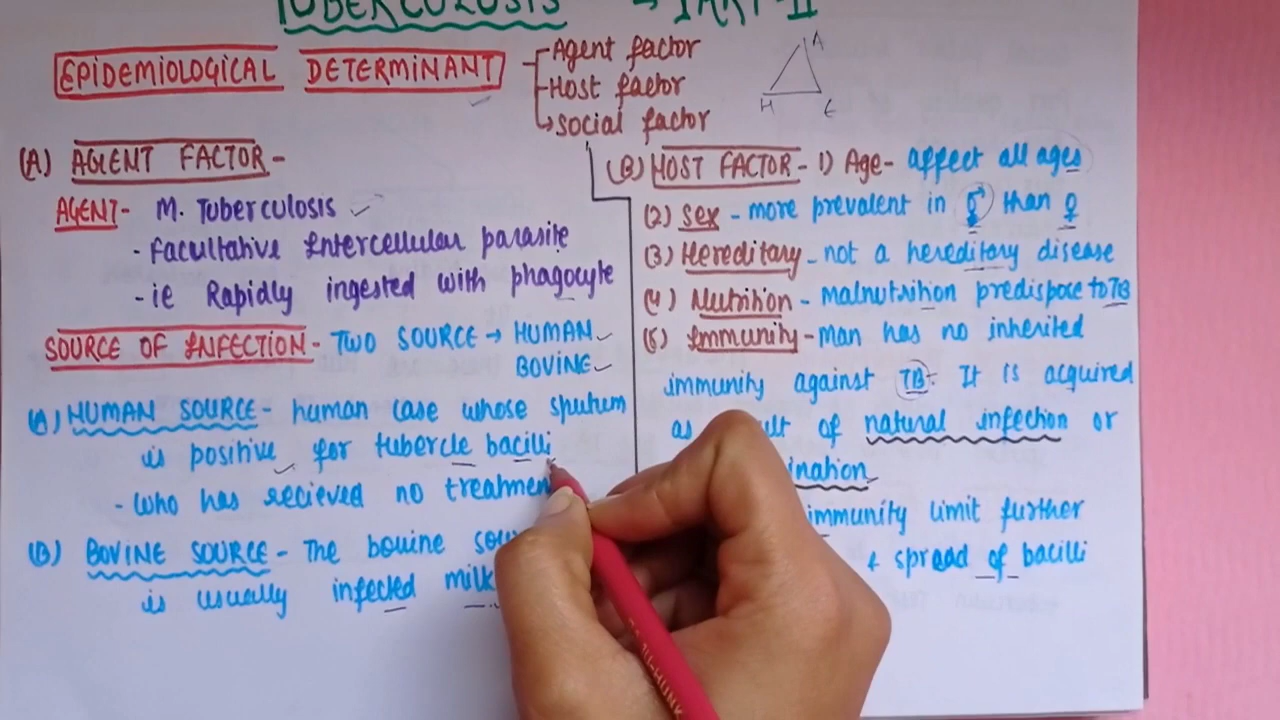 TUBERCULOSIS → PART-II
EPIDEMIOLOGICAL DETERMINANT
Agent factor
Host factor
Social factor
A
H E
(A) AGENT FACTOR-
AGENT- M. Tuberculosis
- facultative Intercellular parasite
- ie Rapidly ingested with phagocyte
SOURCE OF INFECTION- TWO SOURCE → HUMAN
BOVINE
(A) HUMAN SOURCE- human case whose sputum
is positive for tubercle bacilli
- Who has recieved no treatment
(B) BOVINE SOURCE- The bovine
is usually infected milk
(B) HOST FACTOR- 1) Age- affect all ages
(2) Sex - more prevalent in ♂ than ♀
(3) Hereditary- not a hereditary disease
(4) Nutrition - malnutrition predispose to TB
(5) Immunity- man has no inherited
immunity against TB. It is acquired
as of natural infection or
immunity limit further
+ spread of bacilli
FULL-HUNK